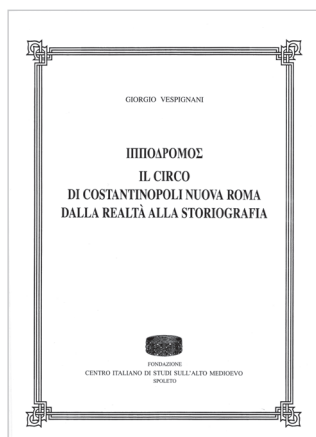 GIORGIO VESPIGNANI
ΙΠΠΟΔΡΟΜΟΣ
IL CIRCO
DI COSTANTINOPOLI NUOVA ROMA
DALLA REALTÀ ALLA STORIOGRAFIA
FONDAZIONE
CENTRO ITALIANO DI STUDI SULL'ALTO MEDIOEVO
SPOLETO